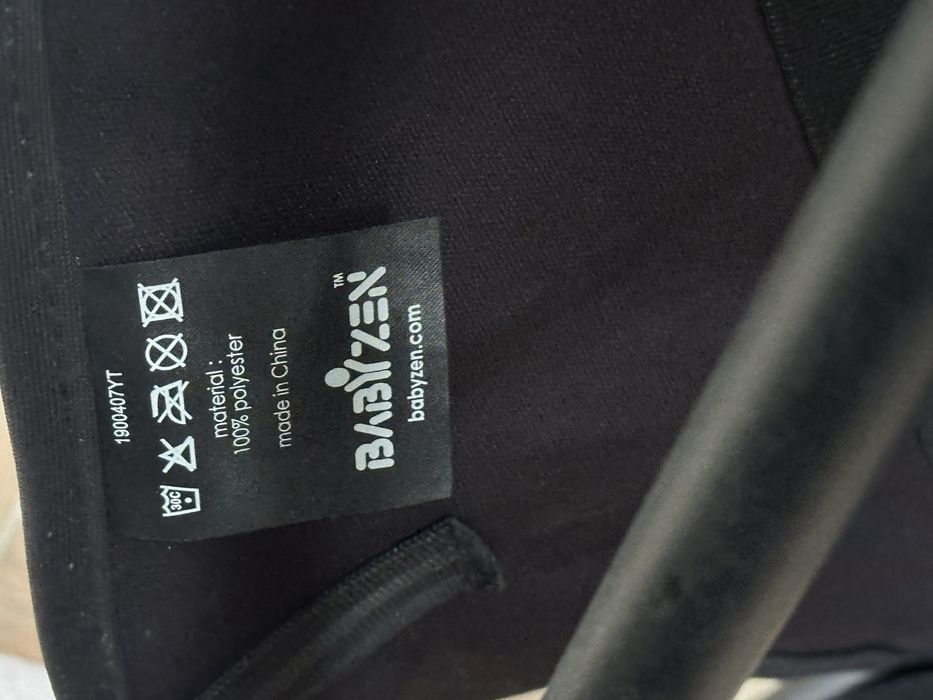 1900407YT
30C
material :
100% polyester
made in China
BABYZEN™
babyzen.com